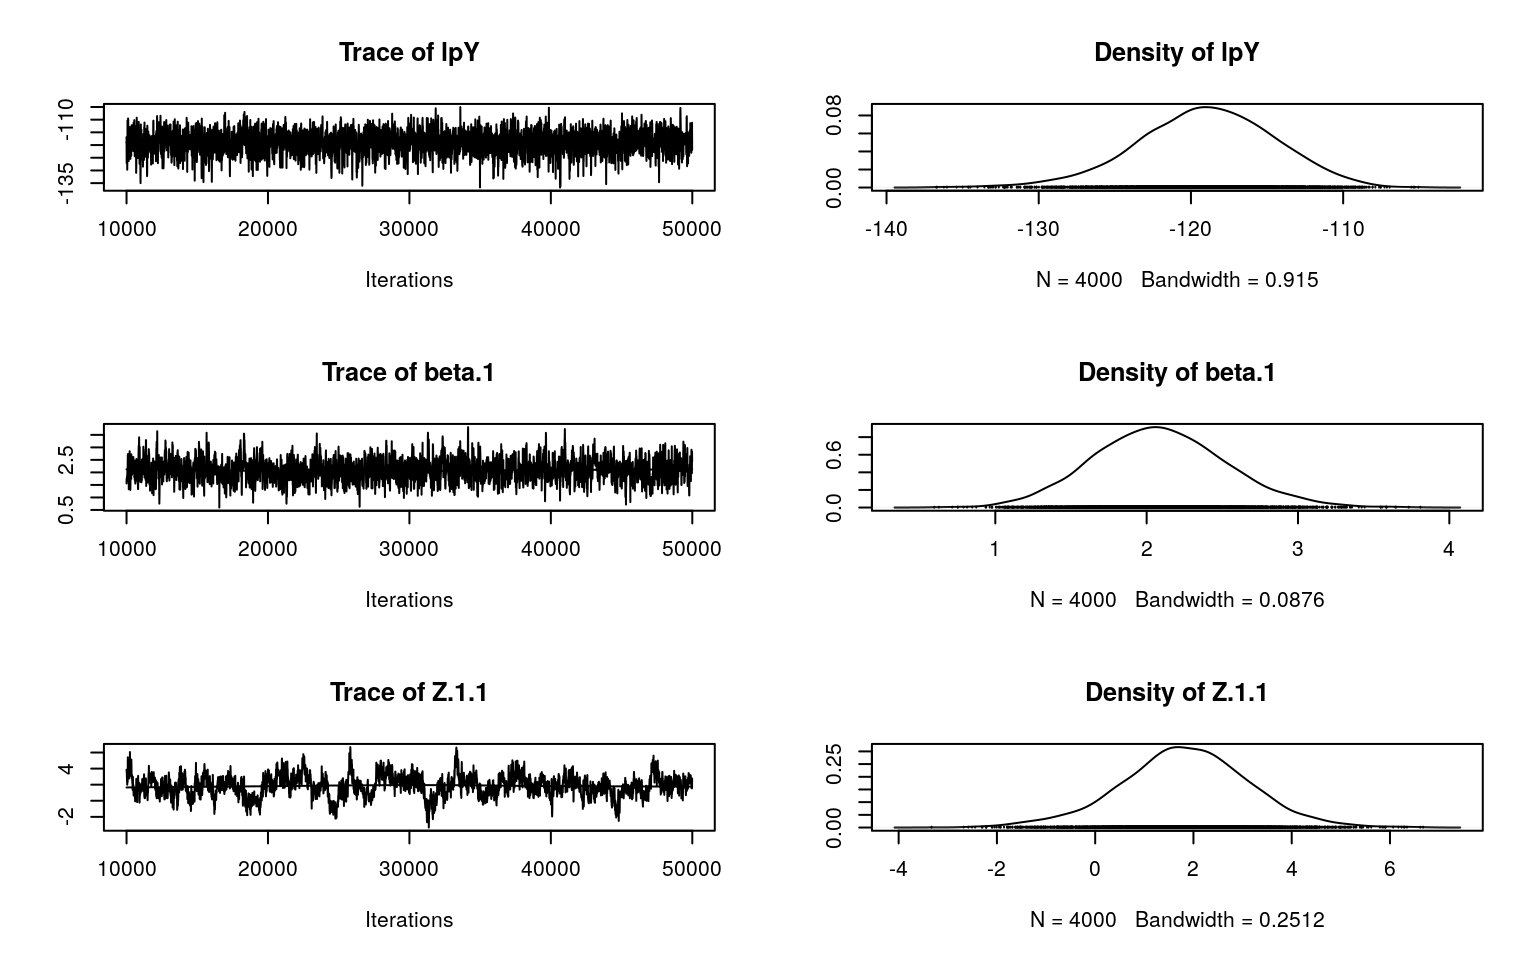 Trace of lpY
-110
-135
10000 20000 30000 40000 50000
Iterations
Density of lpY
0.08
0.00
-140 -130 -120 -110
N = 4000 Bandwidth = 0.915
Trace of beta.1
2.5
0.5
10000 20000 30000 40000 50000
Iterations
Density of beta.1
0.6
0.0
1 2 3 4
N = 4000 Bandwidth = 0.0876
Trace of Z.1.1
4
-2
10000 20000 30000 40000 50000
Iterations
Density of Z.1.1
0.25
0.00
-4 -2 0 2 4 6
N = 4000 Bandwidth = 0.2512